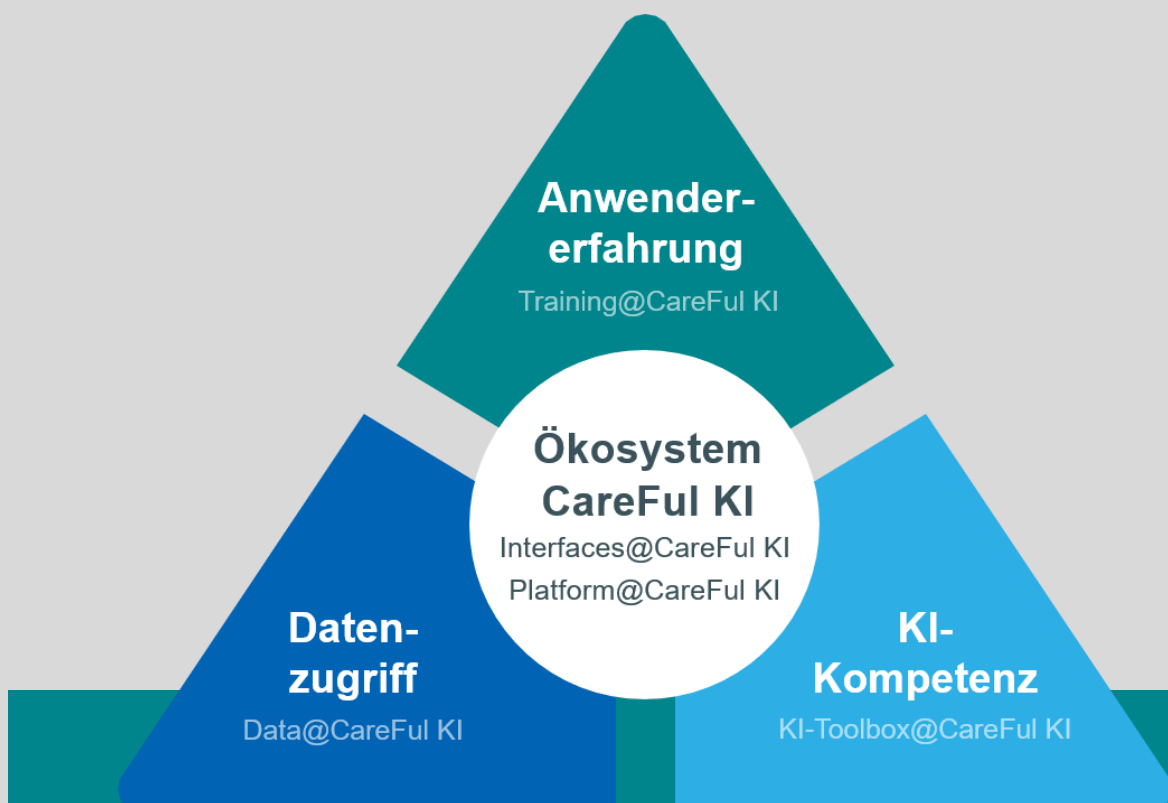 Anwender-
erfahrung
Training@CareFul KI
Ökosystem
CareFul KI
Interfaces@CareFul KI
Platform@CareFul KI
Daten-
zugriff
Data@CareFul KI
KI-
Kompetenz
KI-Toolbox@CareFul KI